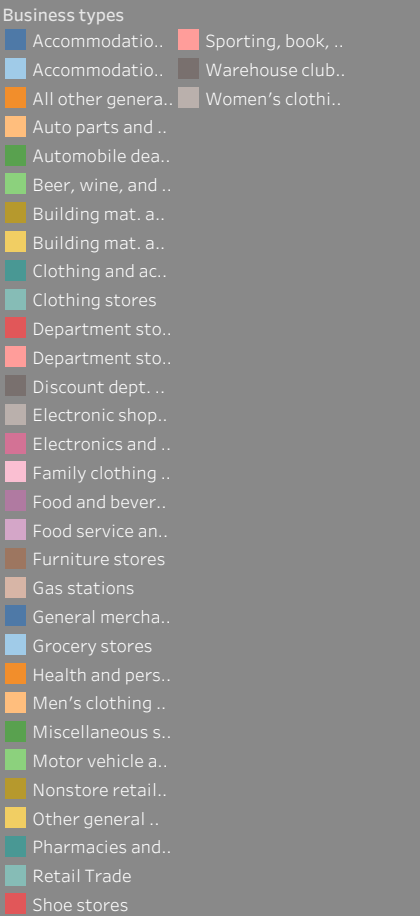 Business types
Accommodatio..
Accommodatio..
All other genera..
Auto parts and ..
Automobile dea..
Beer, wine, and ..
Building mat. a..
Building mat. a..
Clothing and ac..
Clothing stores
Department sto..
Department sto..
Discount dept. ..
Electronic shop..
Electronics and ..
Family clothing ..
Food and bever..
Food service an..
Furniture stores
Gas stations
General mercha..
Grocery stores
Health and pers..
Men's clothing ..
Miscellaneous s..
Motor vehicle a..
Nonstore retail..
Other general ..
Pharmacies and..
Retail Trade
Shoe stores
Sporting, book, ..
Warehouse club..
Women's clothi..